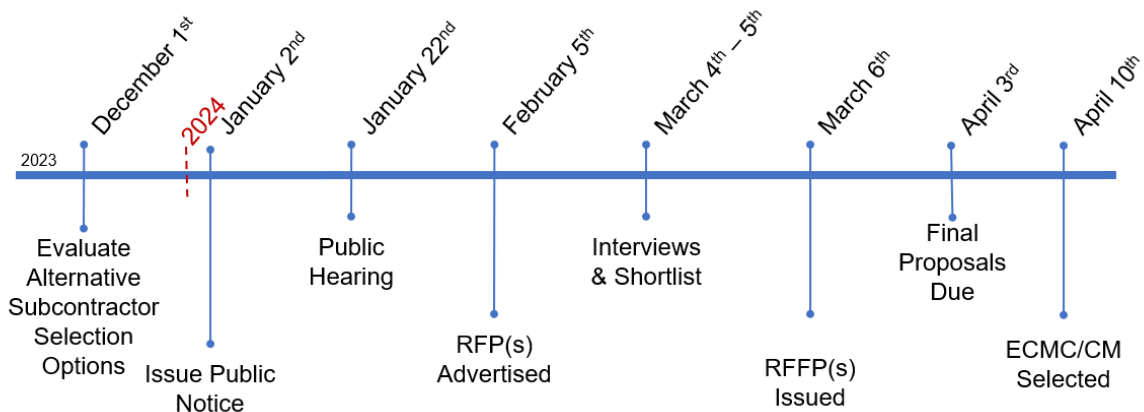 December 1st
2024
January 2nd
January 22nd
February 5th
March 4th – 5th
March 6th
April 3rd
April 10th
2023
Evaluate
Alternative
Subcontractor
Selection
Options
Issue Public
Notice
Public
Hearing
RFP(s)
Advertised
Interviews
& Shortlist
RFFP(s)
Issued
Final
Proposals
Due
ECMC/CM
Selected